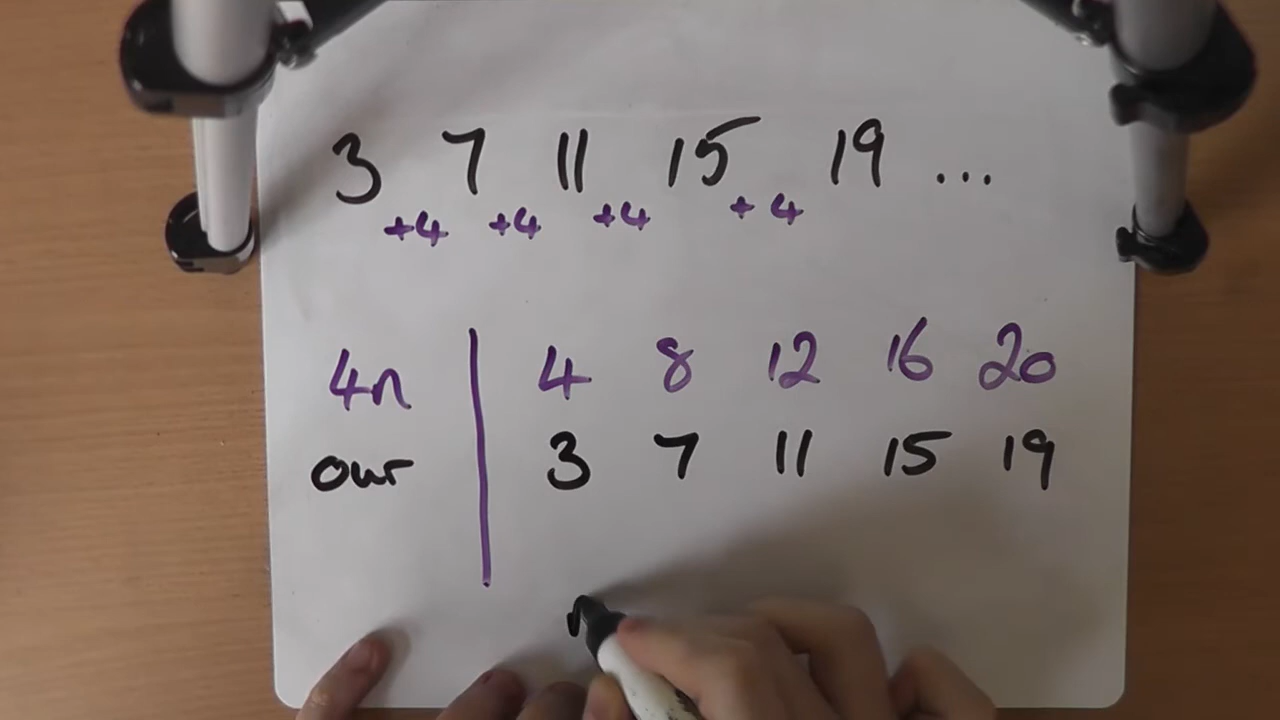 3 7 11 15 19 ...
+4 +4 +4 +4
4n 4 8 12 16 20
our 3 7 11 15 19